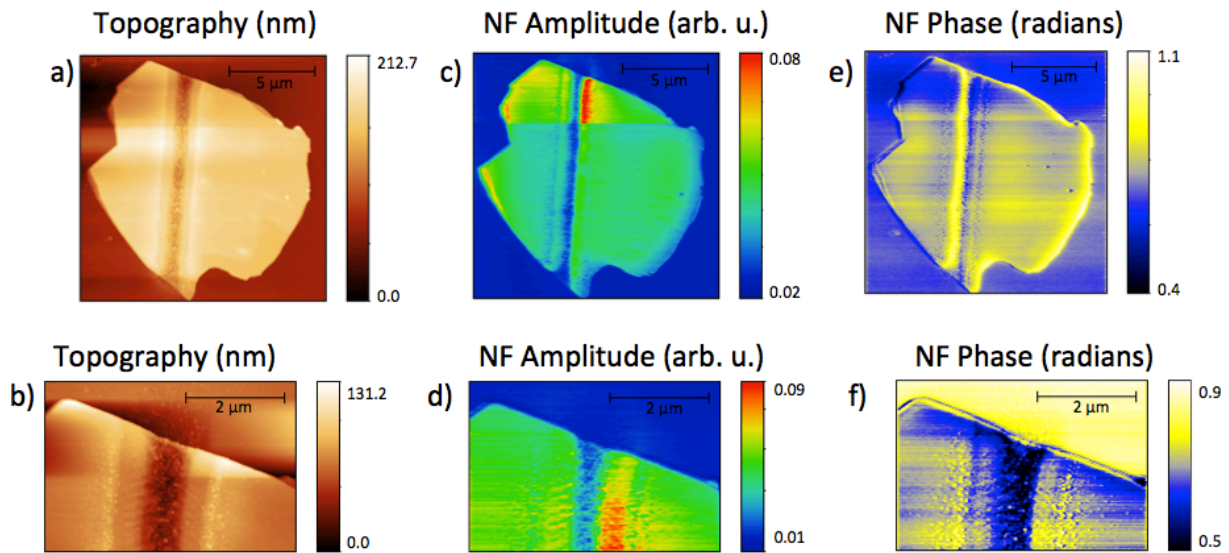 Topography (nm)
NF Amplitude (arb. u.)
NF Phase (radians)
a)
5 μm
212.7
0.0
c)
5 μm
0.08
0.02
e)
5 μm
1.1
0.4
Topography (nm)
NF Amplitude (arb. u.)
NF Phase (radians)
b)
2 μm
131.2
0.0
d)
2 μm
0.09
0.01
f)
2 μm
0.9
0.5